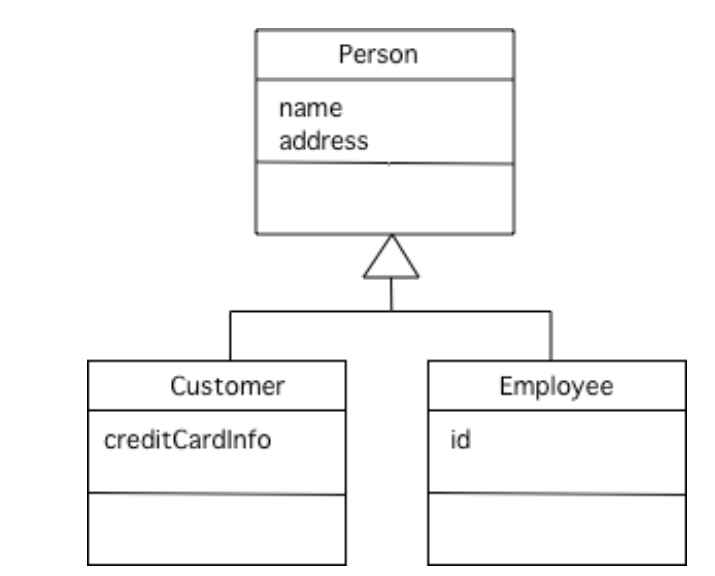 Person
name
address
Customer
creditCardInfo
Employee
id